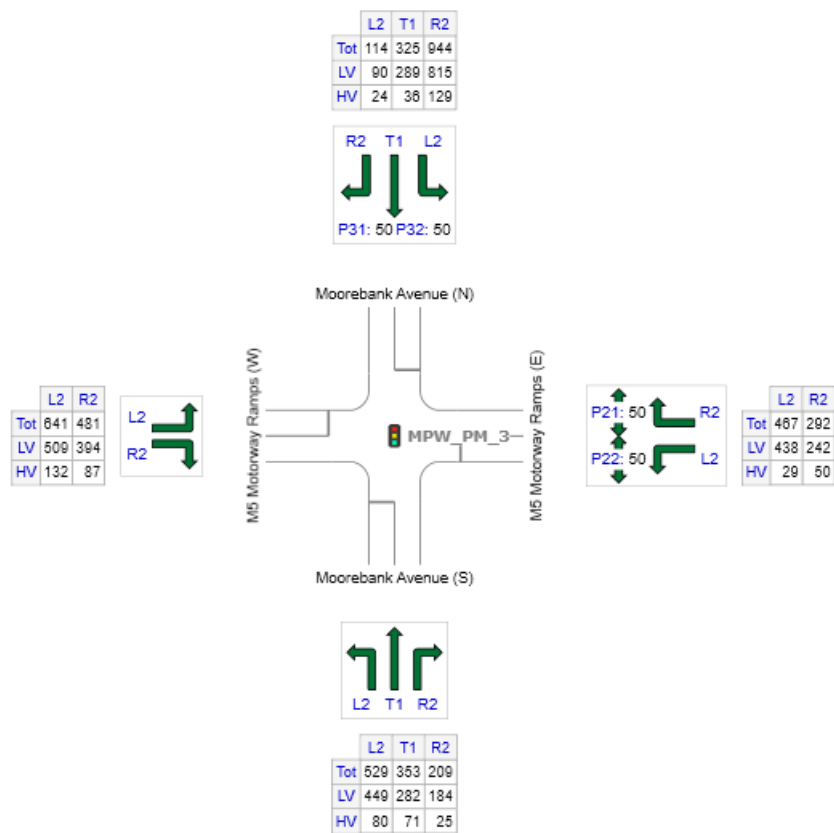 L2 T1 R2
Tot 114 325 944
LV 90 289 815
HV 24 36 129
R2 T1 L2
P31: 50 P32: 50
Moorebank Avenue (N)
M5 Motorway Ramps (W)
M5 Motorway Ramps (E)
L2 R2
Tot 641 481
LV 509 394
HV 132 87
L2
R2
MPW_PM_3
P21: 50 R2
P22: 50 L2
L2 R2
Tot 467 292
LV 438 242
HV 29 50
Moorebank Avenue (S)
L2 T1 R2
L2 T1 R2
Tot 529 353 209
LV 449 282 184
HV 80 71 25